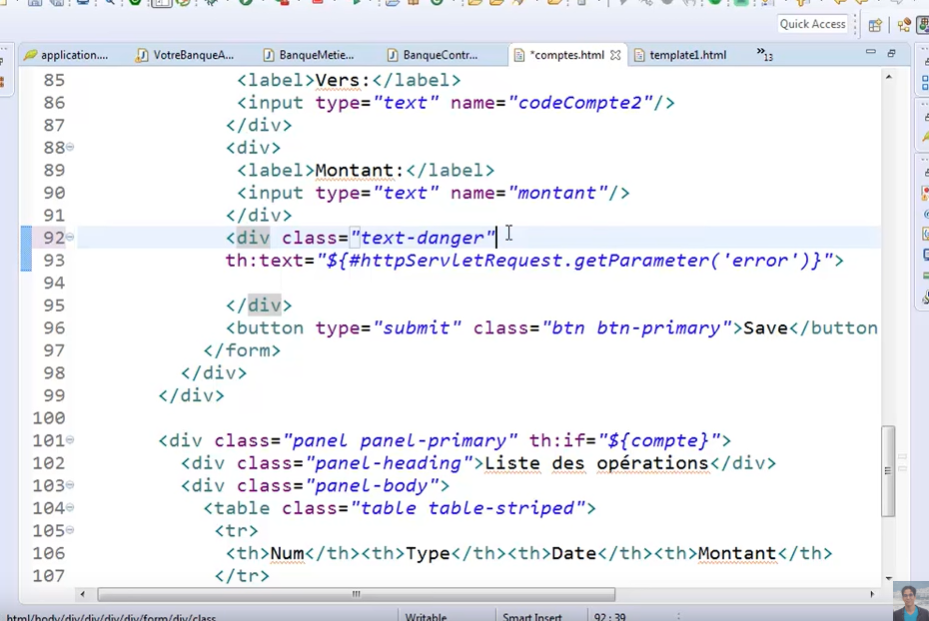 Quick Access
application.... VotreBanqueA... BanqueMetie... BanqueContr... *comptes.html template1.html »13
85 <label>Vers:</label>
86 <input type="text" name="codeCompte2"/>
87 </div>
88 <div>
89 <label>Montant:</label>
90 <input type="text" name="montant"/>
91 </div>
92 <div class="text-danger"
93 th:text="${#httpServletRequest.getParameter('error')}">
94
95 </div>
96 <button type="submit" class="btn btn-primary">Save</button
97 </form>
98 </div>
99 </div>
100
101 <div class="panel panel-primary" th:if="${compte}">
102 <div class="panel-heading">Liste des opérations</div>
103 <div class="panel-body">
104 <table class="table table-striped">
105 <tr>
106 <th>Num</th><th>Type</th><th>Date</th><th>Montant</th>
107 </tr>
html/body/div/div/div/div/form/div/class Writable Smart Insert 92 : 39